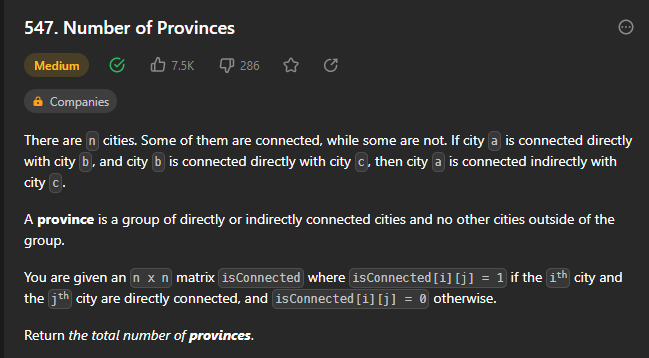 547. Number of Provinces
Medium 7.5K 286
Companies
There are n cities. Some of them are connected, while some are not. If city a is connected directly
with city b, and city b is connected directly with city c, then city a is connected indirectly with
city c.
A province is a group of directly or indirectly connected cities and no other cities outside of the
group.
You are given an n x n matrix isConnected where isConnected[i][j] = 1 if the ith city and
the jth city are directly connected, and isConnected[i][j] = 0 otherwise.
Return the total number of provinces.